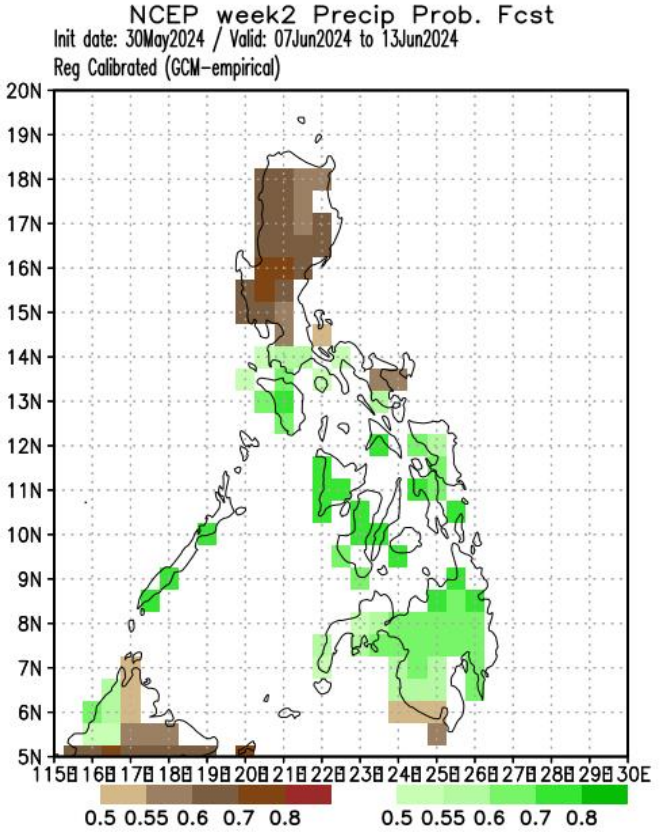 NCEP week2 Precip Prob. Fcst
Init date: 30May2024 / Valid: 07Jun2024 to 13Jun2024
Reg Calibrated (GCM-empirical)
20N
19N
18N
17N
16N
15N
14N
13N
12N
11N
10N
9N
8N
7N
6N
5N
115E 116E 117E 118E 119E 120E 121E 122E 123E 124E 125E 126E 127E 128E 129E 130E
0.5 0.55 0.6 0.7 0.8 0.5 0.55 0.6 0.7 0.8